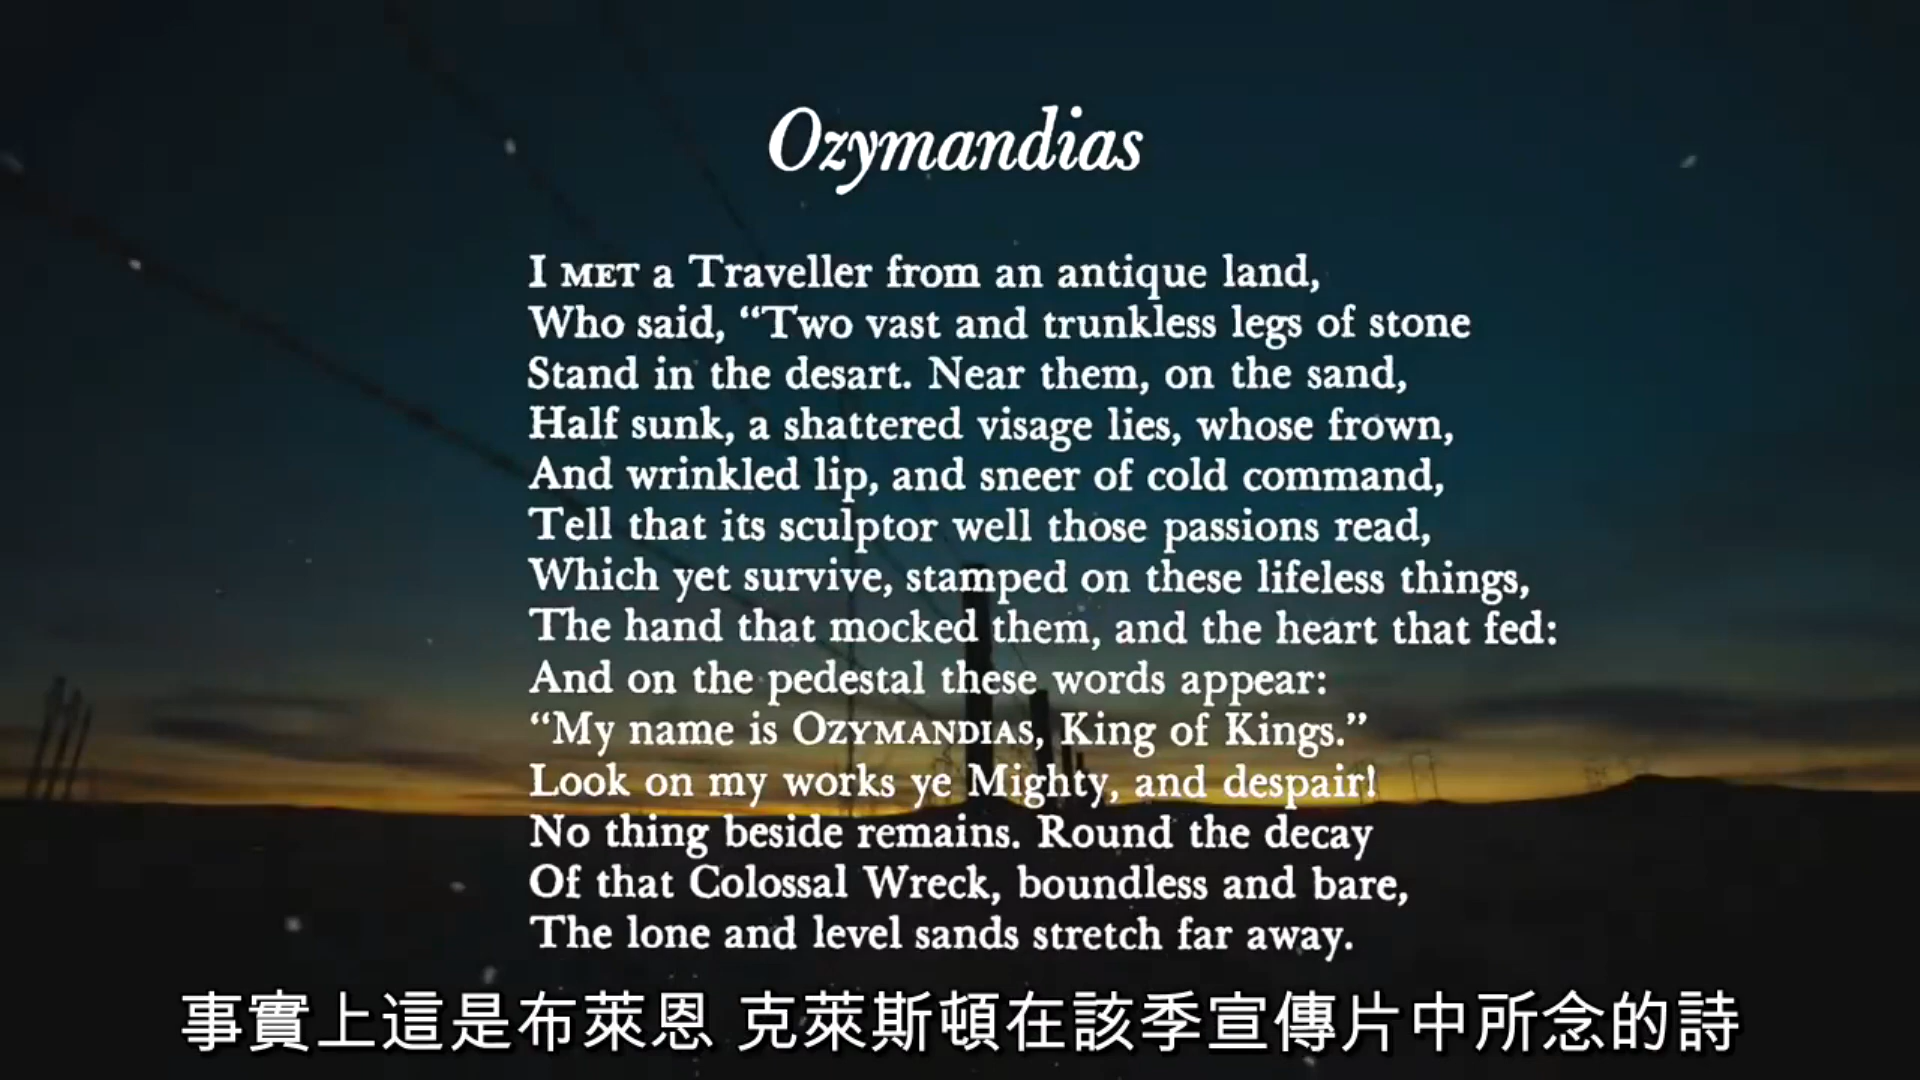 Ozymandias
I MET a Traveller from an antique land,
Who said, “Two vast and trunkless legs of stone
Stand in the desart. Near them, on the sand,
Half sunk, a shattered visage lies, whose frown,
And wrinkled lip, and sneer of cold command,
Tell that its sculptor well those passions read,
Which yet survive, stamped on these lifeless things,
The hand that mocked them, and the heart that fed:
And on the pedestal these words appear:
“My name is OZYMANDIAS, King of Kings.”
Look on my works ye Mighty, and despair!
No thing beside remains. Round the decay
Of that Colossal Wreck, boundless and bare,
The lone and level sands stretch far away.
事實上這是布萊恩 克萊斯頓在該季宣傳片中所念的詩